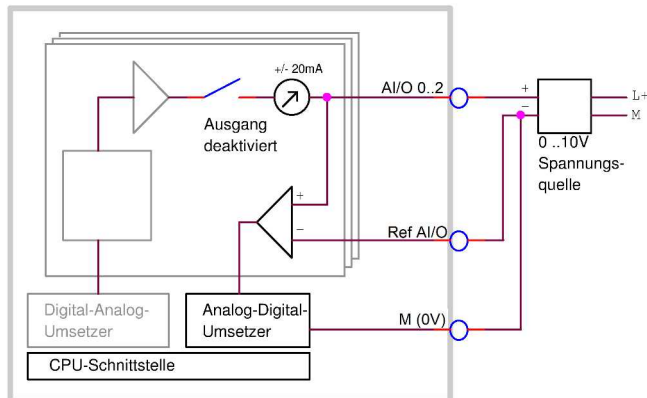 +/- 20mA
AI/O 0..2
+
−
L+
M
Ausgang
deaktiviert
0 ..10V
Spannungs-
quelle
+
−
Ref AI/O
Digital-Analog-
Umsetzer
Analog-Digital-
Umsetzer
M (0V)
CPU-Schnittstelle